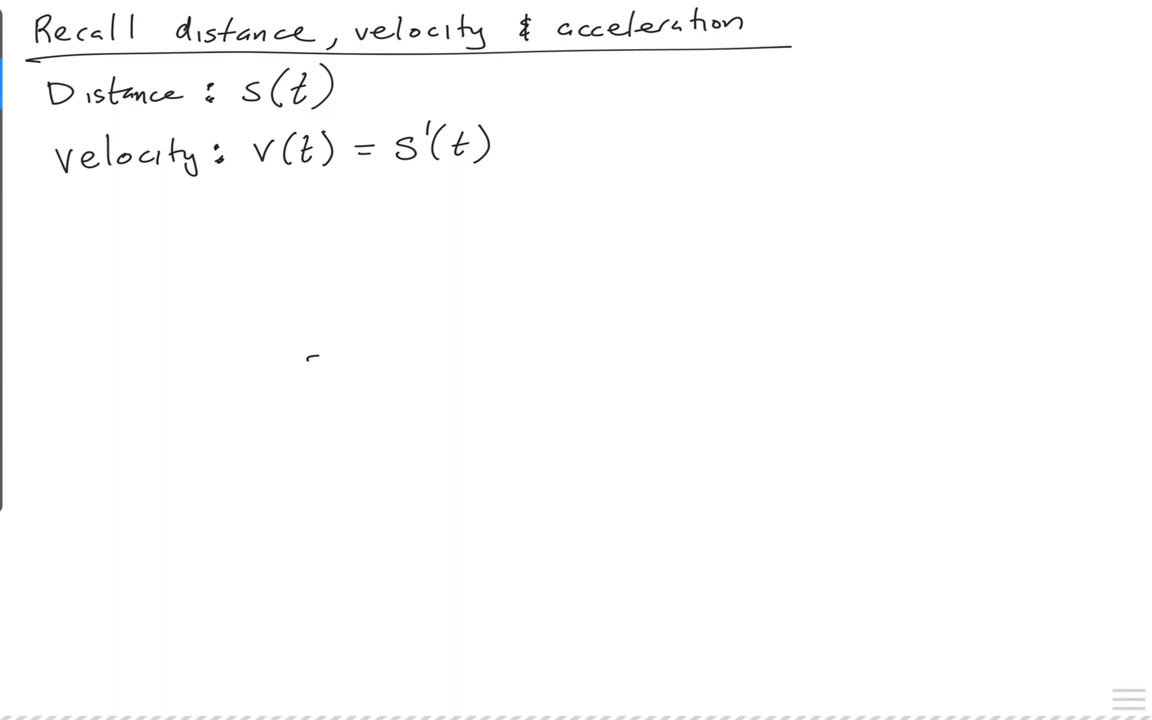 Recall distance, velocity & acceleration
Distance: s(t)
velocity: v(t) = s'(t)